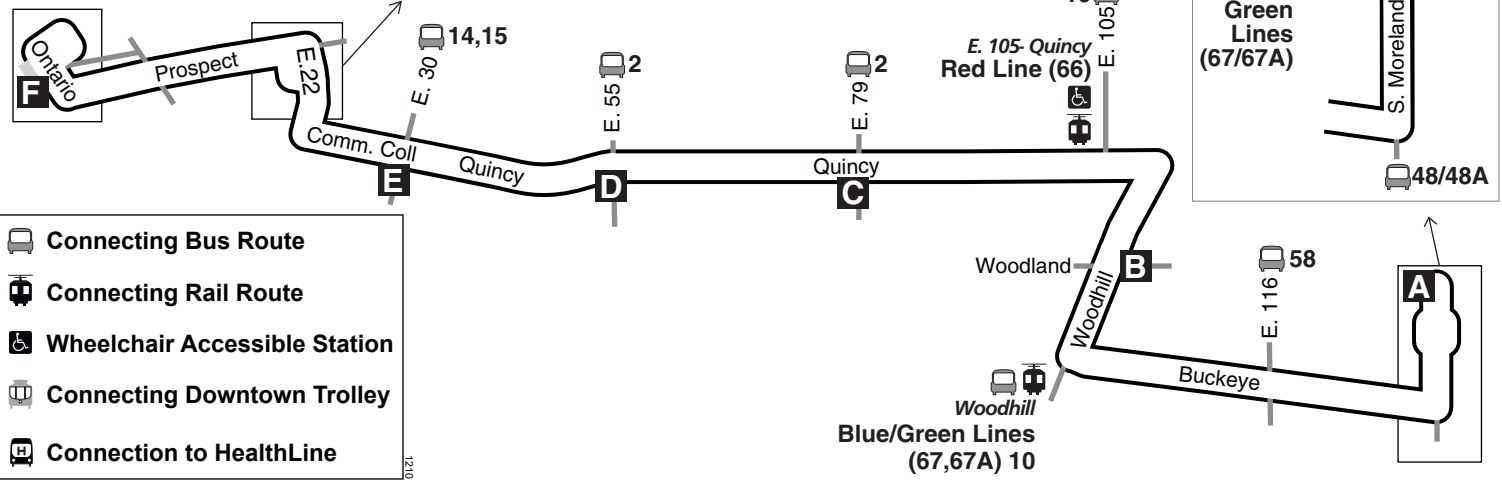 Ontario
F
Prospect
E.22
14,15
E. 30
Comm. Coll
E
Quincy
2
E. 55
D
2
E. 79
Quincy
C
E. 105- Quincy
Red Line (66)
E. 105
Green
Lines
(67/67A)
S. Moreland
48/48A
Woodland
B
Woodhill
58
E. 116
A
Buckeye
Woodhill
Blue/Green Lines
(67,67A) 10
Connecting Bus Route
Connecting Rail Route
Wheelchair Accessible Station
Connecting Downtown Trolley
H
Connection to HealthLine
1210